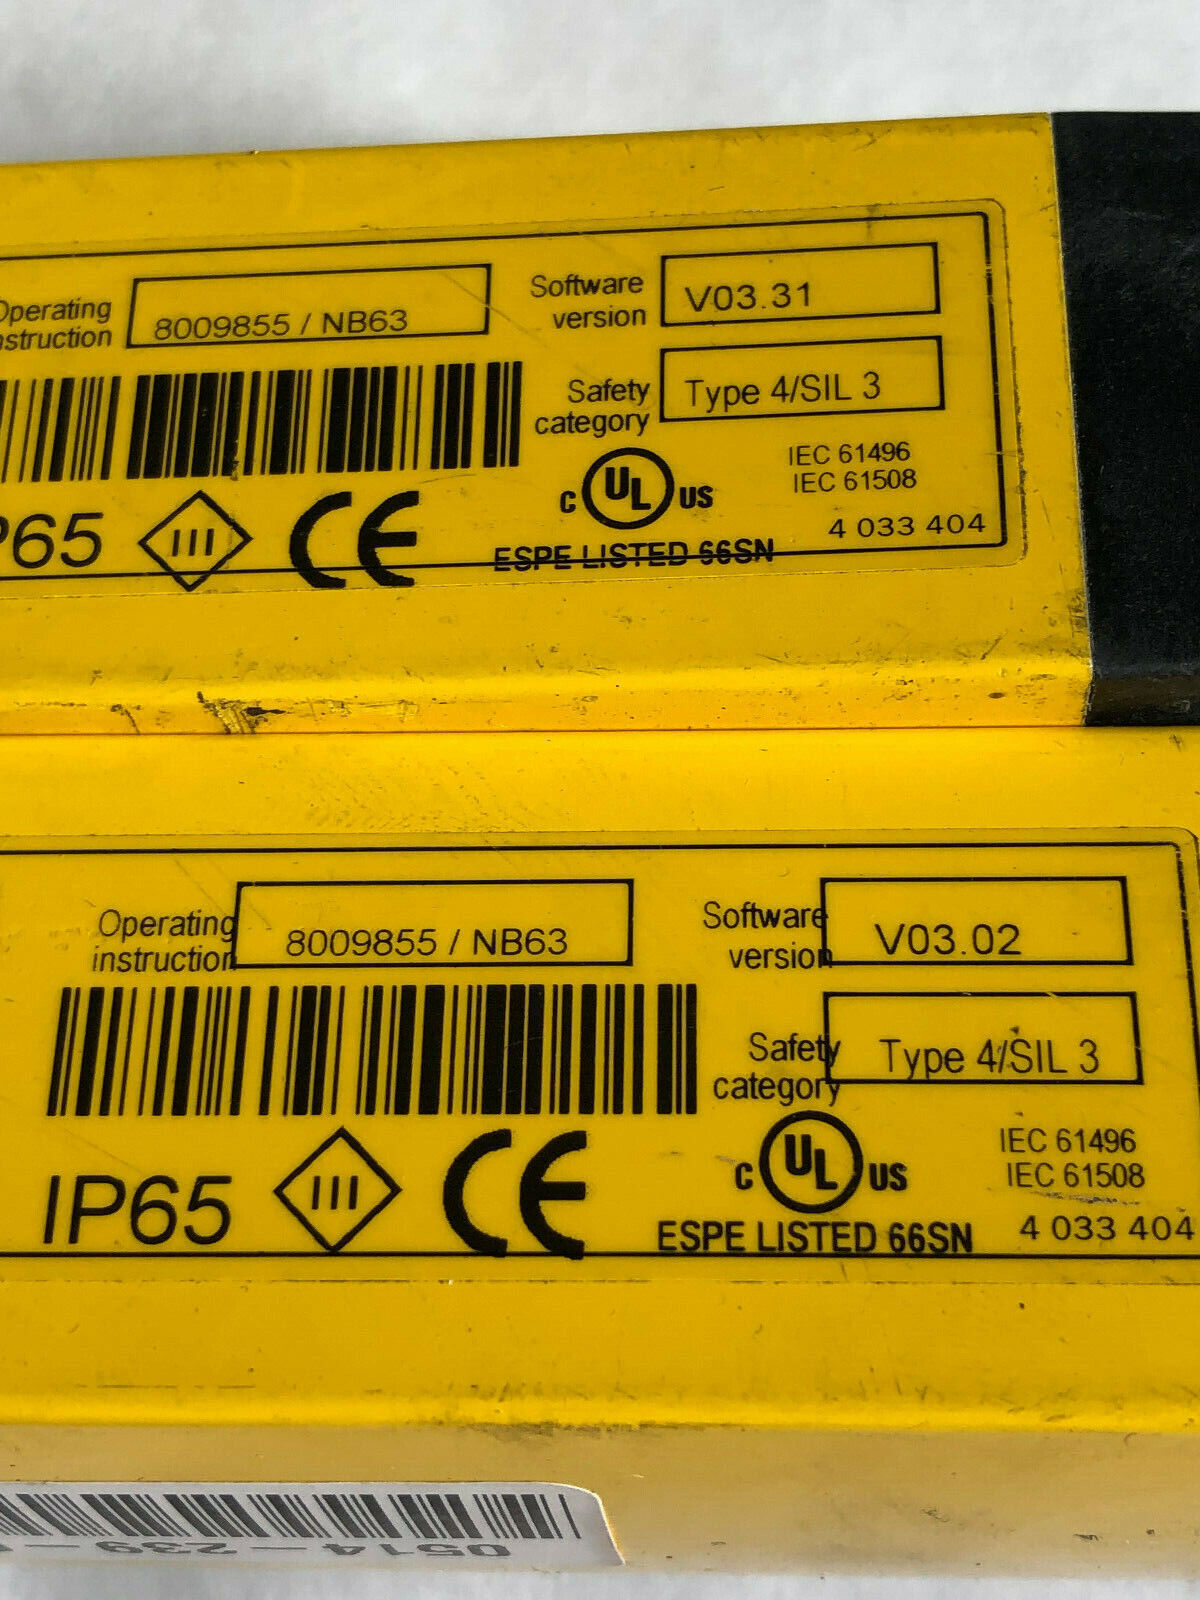 Operating
instruction
8009855 / NB63
Software
version
V03.31
Safety
category
Type 4/SIL 3
C UL US
IEC 61496
IEC 61508
P65
III
CE
ESPE LISTED 66SN
4 033 404
Operating
instruction
8009855 / NB63
Software
version
V03.02
Safety
category
Type 4/SIL 3
IP65
III
CE
C UL US
IEC 61496
IEC 61508
ESPE LISTED 66SN
4 033 404
0514-239-